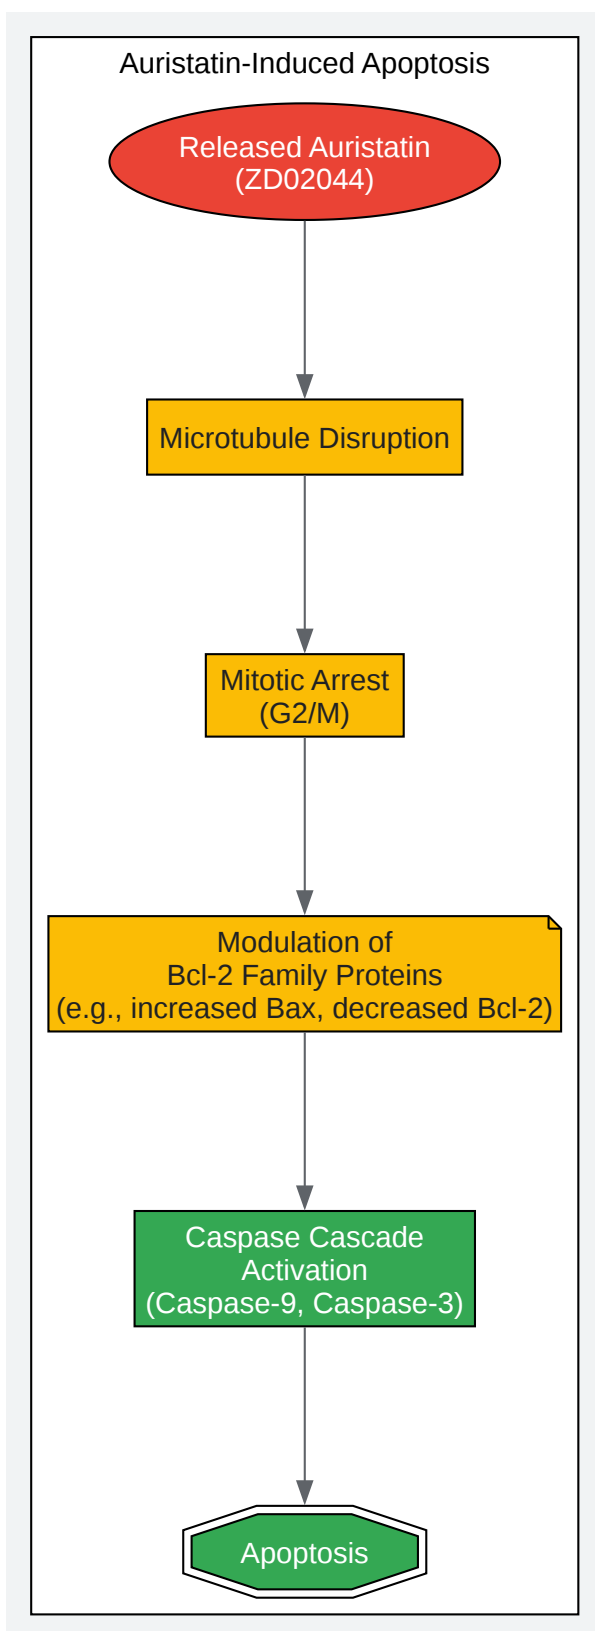 Auristatin-Induced Apoptosis
Released Auristatin
(ZD02044)
Microtubule Disruption
Mitotic Arrest
(G2/M)
Modulation of
Bcl-2 Family Proteins
(e.g., increased Bax, decreased Bcl-2)
Caspase Cascade
Activation
(Caspase-9, Caspase-3)
Apoptosis